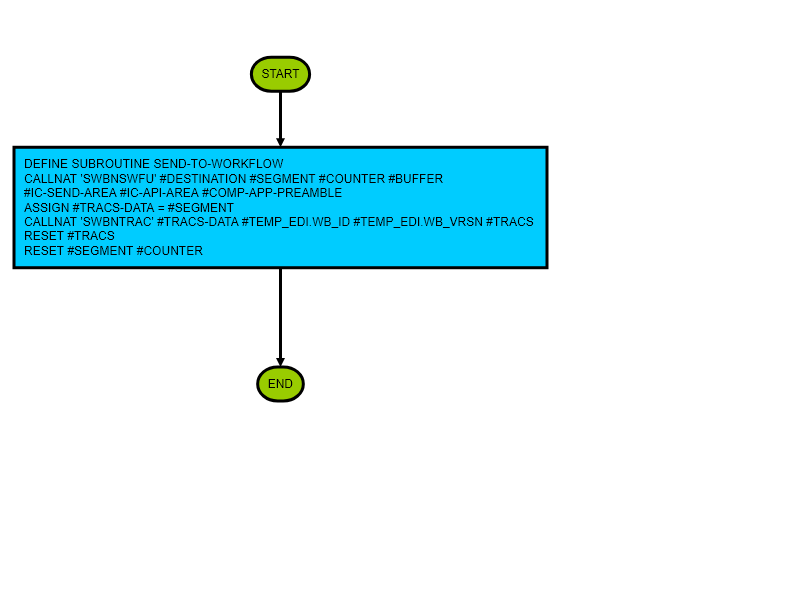 START
DEFINE SUBROUTINE SEND-TO-WORKFLOW
CALLNAT 'SWBNSWFU' #DESTINATION #SEGMENT #COUNTER #BUFFER
#IC-SEND-AREA #IC-API-AREA #COMP-APP-PREAMBLE
ASSIGN #TRACS-DATA = #SEGMENT
CALLNAT 'SWBNTRAC' #TRACS-DATA #TEMP_EDI.WB_ID #TEMP_EDI.WB_VRSN #TRACS
RESET #TRACS
RESET #SEGMENT #COUNTER
END